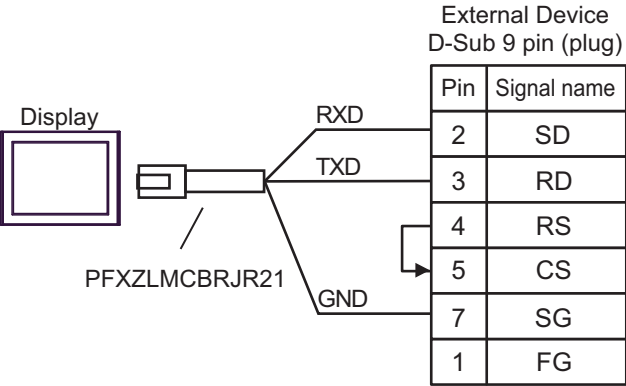 External Device
D-Sub 9 pin (plug)
Pin Signal name
Display
RXD
2 SD
TXD
3 RD
4 RS
5 CS
PFXZLMCBRJR21
GND
7 SG
1 FG